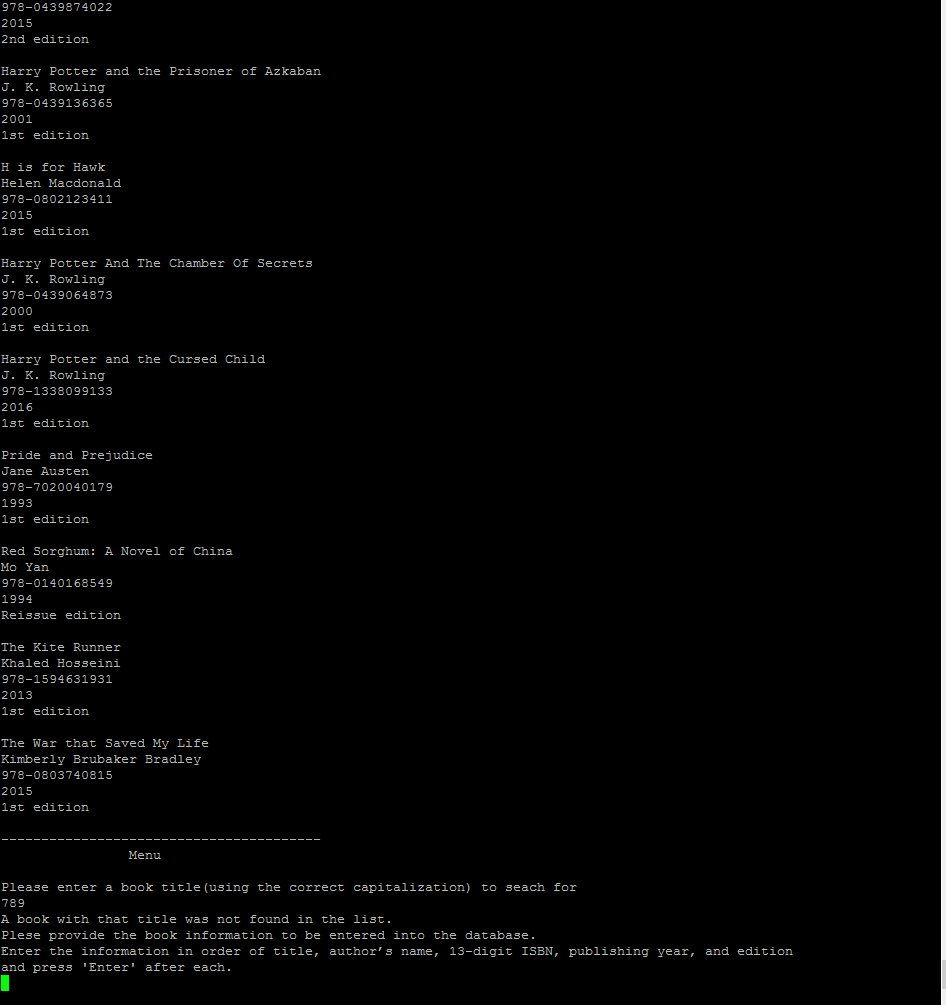 978-0439874022
2015
2nd edition
Harry Potter and the Prisoner of Azkaban
J. K. Rowling
978-0439136365
2001
1st edition
H is for Hawk
Helen Macdonald
978-0802123411
2015
1st edition
Harry Potter And The Chamber Of Secrets
J. K. Rowling
978-0439064873
2000
1st edition
Harry Potter and the Cursed Child
J. K. Rowling
978-1338099133
2016
1st edition
Pride and Prejudice
Jane Austen
978-7020040179
1993
1st edition
Red Sorghum: A Novel of China
Mo Yan
978-0140168549
1994
Reissue edition
The Kite Runner
Khaled Hosseini
978-1594631931
2013
1st edition
The War that Saved My Life
Kimberly Brubaker Bradley
978-0803740815
2015
1st edition
----------------------------------------
Menu
Please enter a book title(using the correct capitalization) to seach for
789
A book with that title was not found in the list.
Plese provide the book information to be entered into the database.
Enter the information in order of title, author’s name, 13-digit ISBN, publishing year, and edition
and press 'Enter' after each.